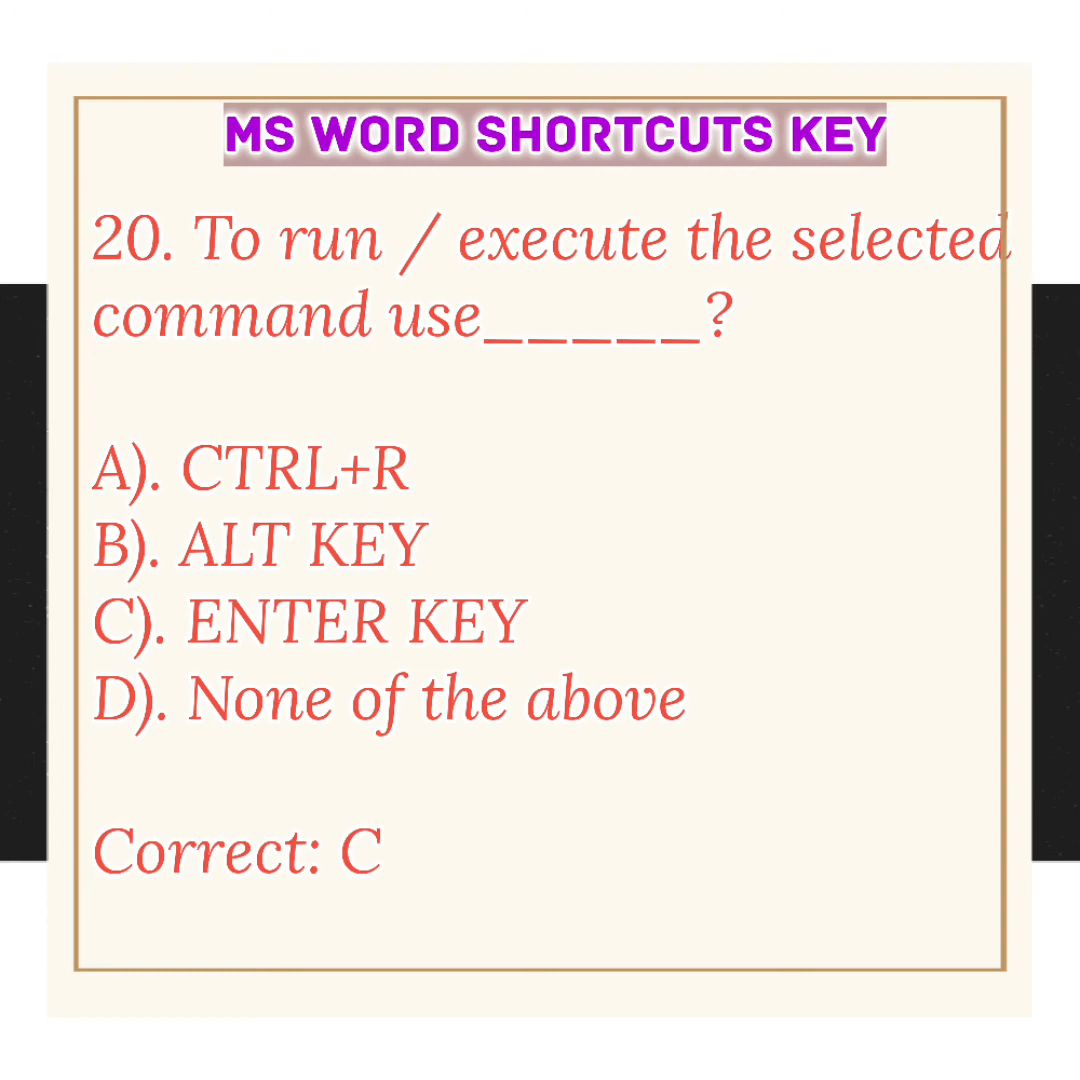 MS WORD SHORTCUTS KEY
20. To run / execute the selected
command use_____?
A). CTRL+R
B). ALT KEY
C). ENTER KEY
D). None of the above
Correct: C